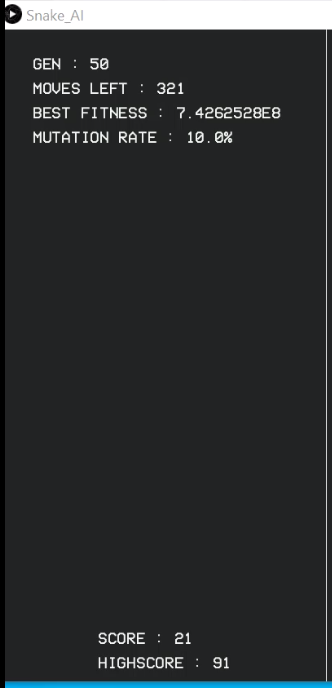 Snake_AI
GEN : 50
MOVES LEFT : 321
BEST FITNESS : 7.4262528E8
MUTATION RATE : 10.0%
SCORE : 21
HIGHSCORE : 91